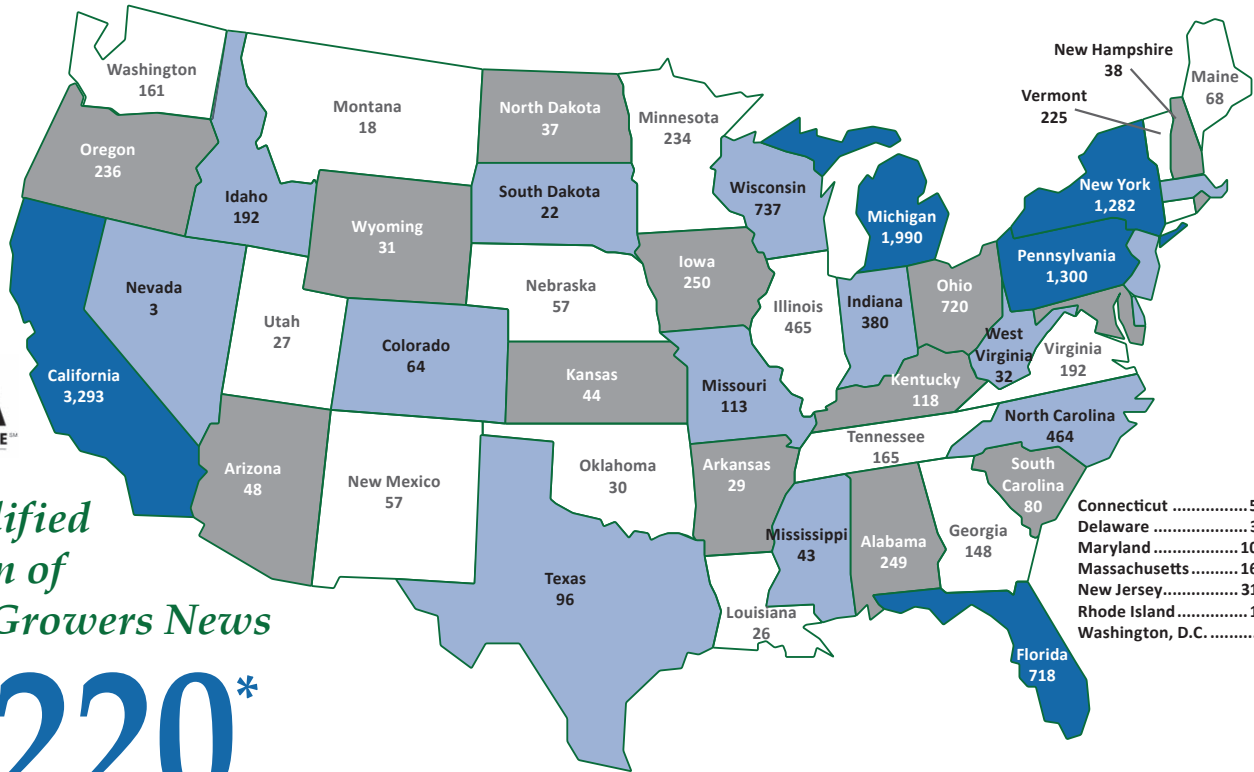 Washington
161
Montana
18
North Dakota
37
Minnesota
234
New Hampshire
38
Vermont
225
Maine
68
Oregon
236
Idaho
192
Wyoming
31
South Dakota
22
Wisconsin
737
Michigan
1,990
New York
1,282
Pennsylvania
1,300
Nevada
3
Utah
27
Colorado
64
Nebraska
57
Iowa
250
Illinois
465
Indiana
380
Ohio
720
West
Virginia
32
Virginia
192
California
3,293
Kansas
44
Missouri
113
Kentucky
118
North Carolina
464
Tennessee
165
Arizona
48
New Mexico
57
Oklahoma
30
Arkansas
29
South
Carolina
80
Mississippi
43
Alabama
249
Georgia
148
Texas
96
Louisiana
26
Florida
718
Connecticut
Delaware
Maryland
Massachusetts
New Jersey
Rhode Island
Washington, D.C.
of
Growers News
220*